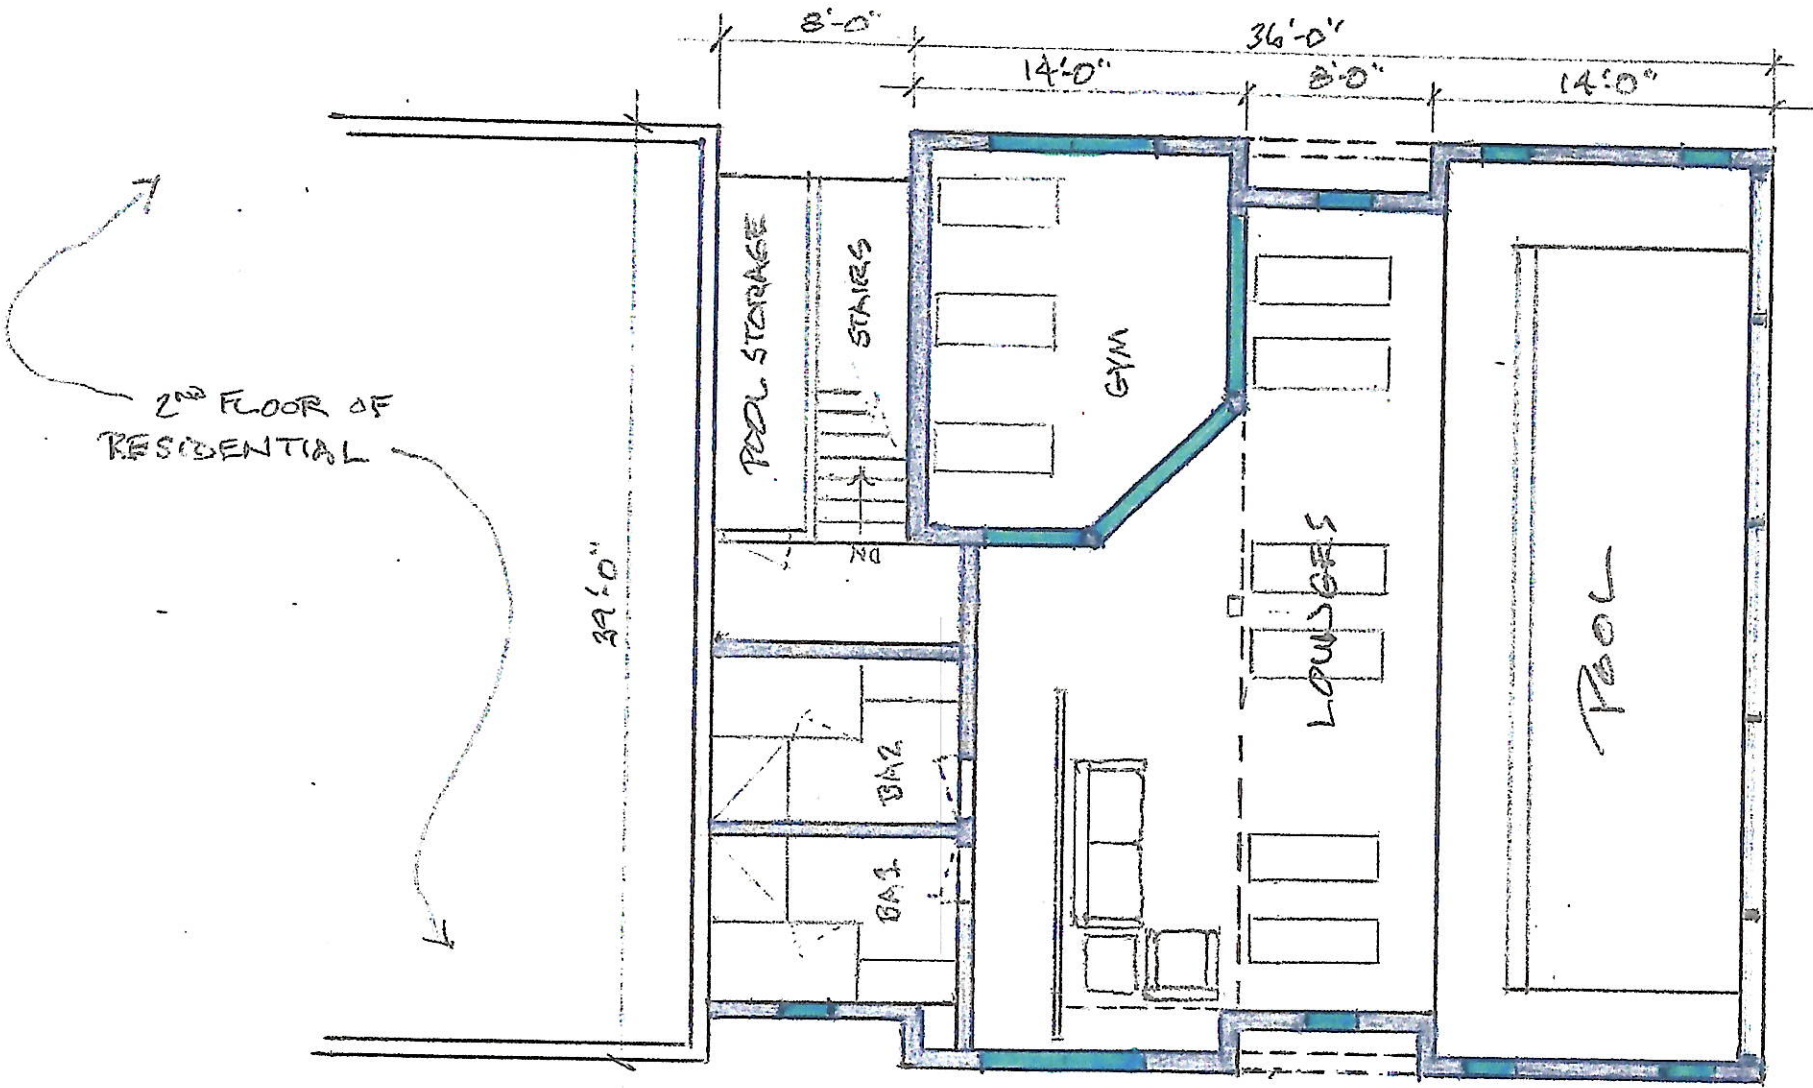 8'-0"
36'-0"
14'-0"
8'-0"
14'-0"
POOL STORAGE
STAIRS
GYM
2ND FLOOR OF
RESIDENTIAL
39'-0"
DN
LOUNGERS
POOL
BA2
BA1